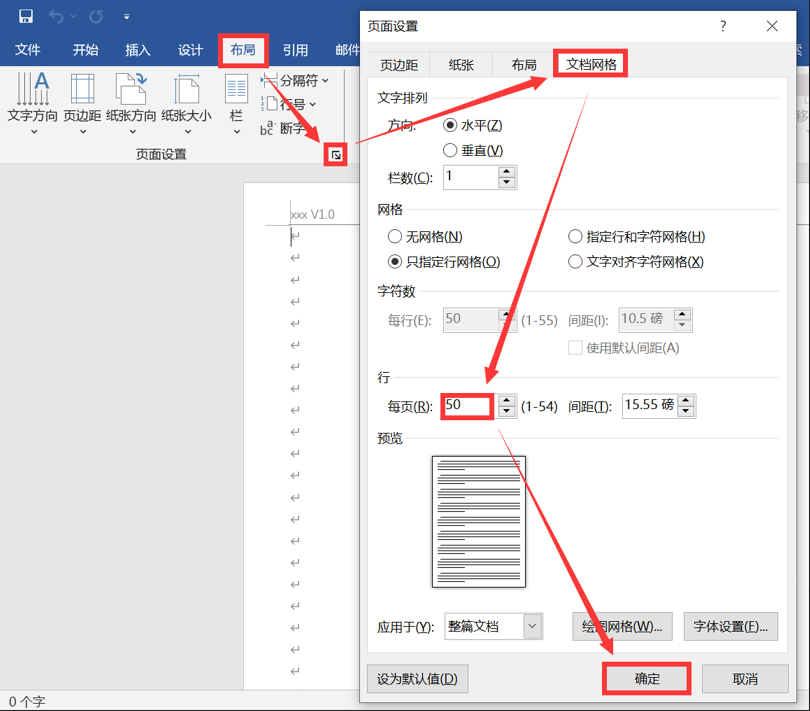 页面设置
?
文件 开始 插入 设计 布局 引用 邮件
页边距 纸张 布局 文档网格
文字排列
方向: 水平(Z)
垂直(V)
栏数(C): 1
网格
无网格(N) 指定行和字符网格(H)
只指定行网格(O) 文字对齐字符网格(X)
字符数
每行(E): 50 (1-55) 间距(I): 10.5 磅
使用默认间距(A)
行
每页(R): 50 (1-54) 间距(T): 15.55 磅
预览
应用于(Y): 整篇文档 绘图网格(W)... 字体设置(F)...
设为默认值(D) 确定 取消
文字方向 页边距 纸张方向 纸张大小 栏
分隔符
行号
断字
页面设置
xxx V1.0
0 个字